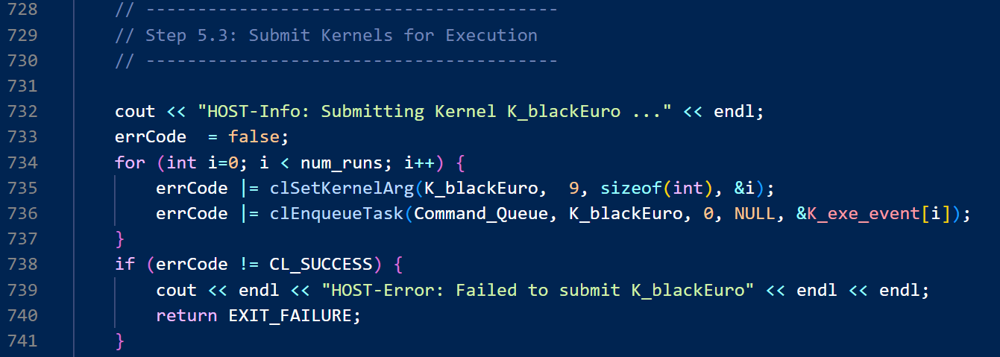 728 // ----------------------------------------
729 // Step 5.3: Submit Kernels for Execution
730 // ----------------------------------------
731
732 cout << "HOST-Info: Submitting Kernel K_blackEuro ..." << endl;
733 errCode  = false;
734 for (int i=0; i < num_runs; i++) {
735     errCode |= clSetKernelArg(K_blackEuro,  9, sizeof(int), &i);
736     errCode |= clEnqueueTask(Command_Queue, K_blackEuro, 0, NULL, &K_exe_event[i]);
737 }
738 if (errCode != CL_SUCCESS) {
739     cout << endl << "HOST-Error: Failed to submit K_blackEuro" << endl << endl;
740     return EXIT_FAILURE;
741 }